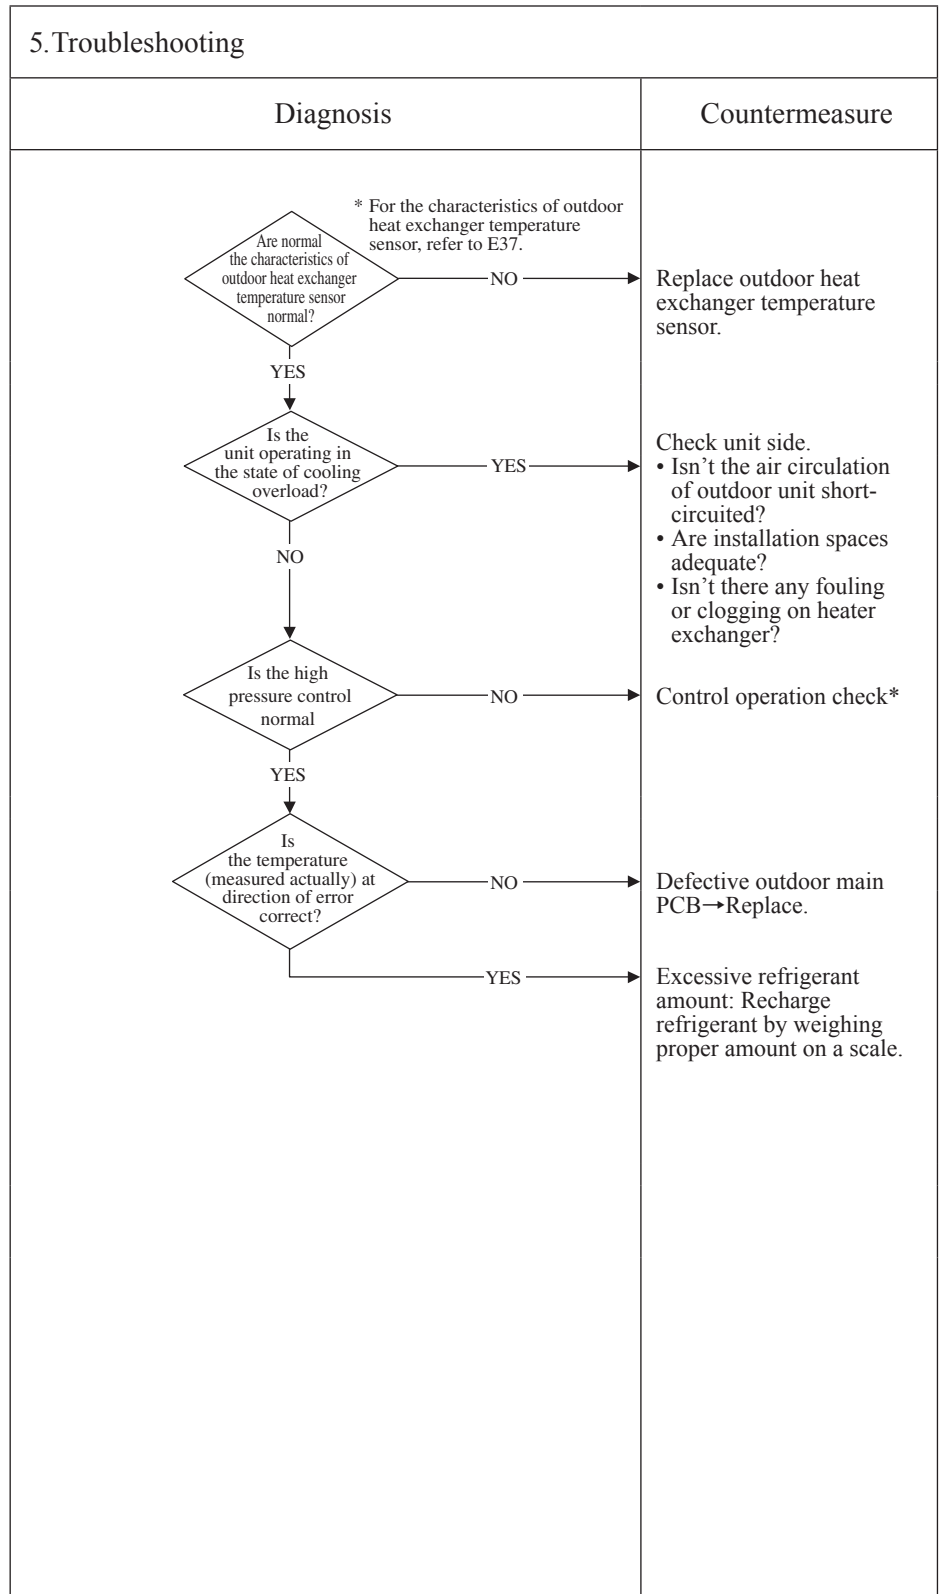 5.Troubleshooting
Diagnosis
Countermeasure
* For the characteristics of outdoor
heat exchanger temperature
sensor, refer to E37.
Are normal
the characteristics of
outdoor heat exchanger
temperature sensor
normal?
NO
Replace outdoor heat
exchanger temperature
sensor.
YES
Is the
unit operating in
the state of cooling
overload?
YES
Check unit side.
• Isn't the air circulation
of outdoor unit short-
circuited?
• Are installation spaces
adequate?
• Isn't there any fouling
or clogging on heater
exchanger?
NO
Is the high
pressure control
normal
NO
Control operation check*
YES
Is
the temperature
(measured actually) at
direction of error
correct?
NO
Defective outdoor main
PCB→Replace.
YES
Excessive refrigerant
amount: Recharge
refrigerant by weighing
proper amount on a scale.